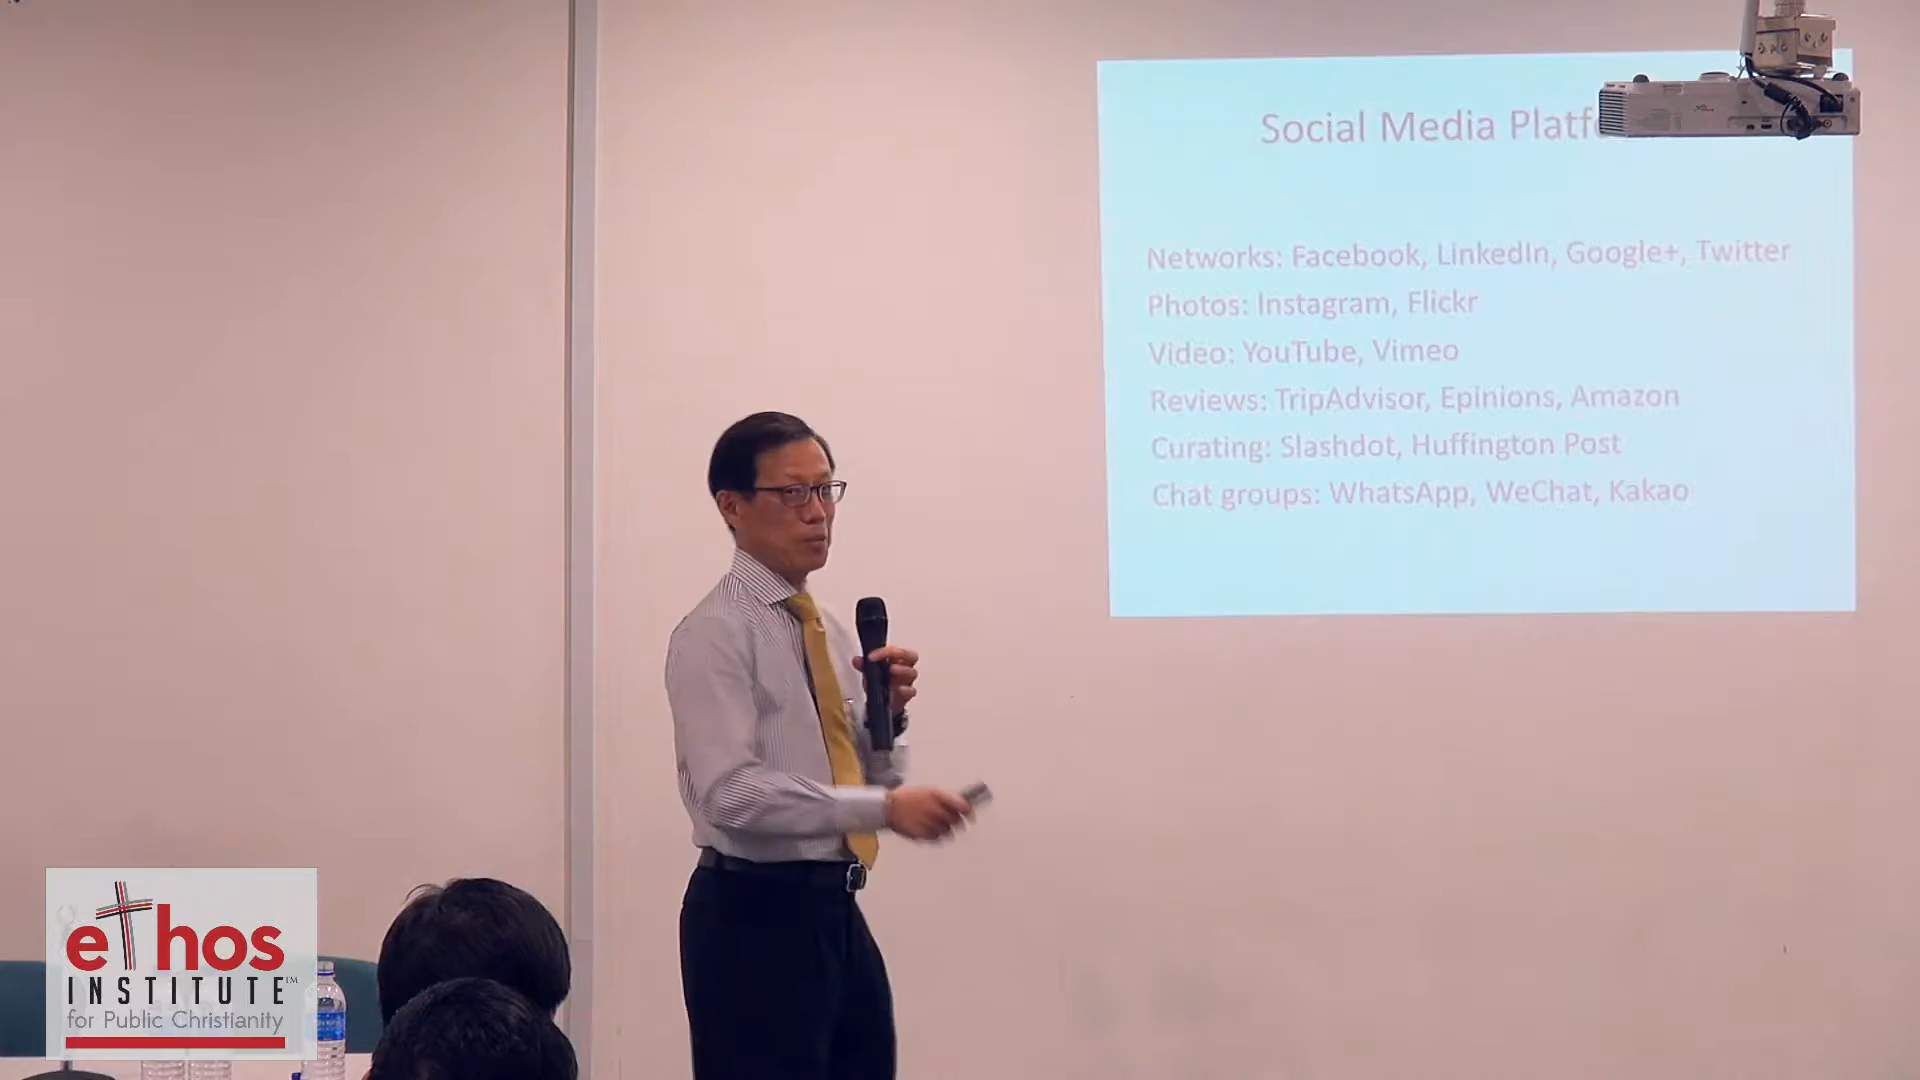 Social Media Platf
Networks: Facebook, LinkedIn, Google+, Twitter
Photos: Instagram, Flickr
Video: YouTube, Vimeo
Reviews: TripAdvisor, Epinions, Amazon
Curating: Slashdot, Huffington Post
Chat groups: WhatsApp, WeChat, Kakao
ethos
INSTITUTE™
for Public Christianity